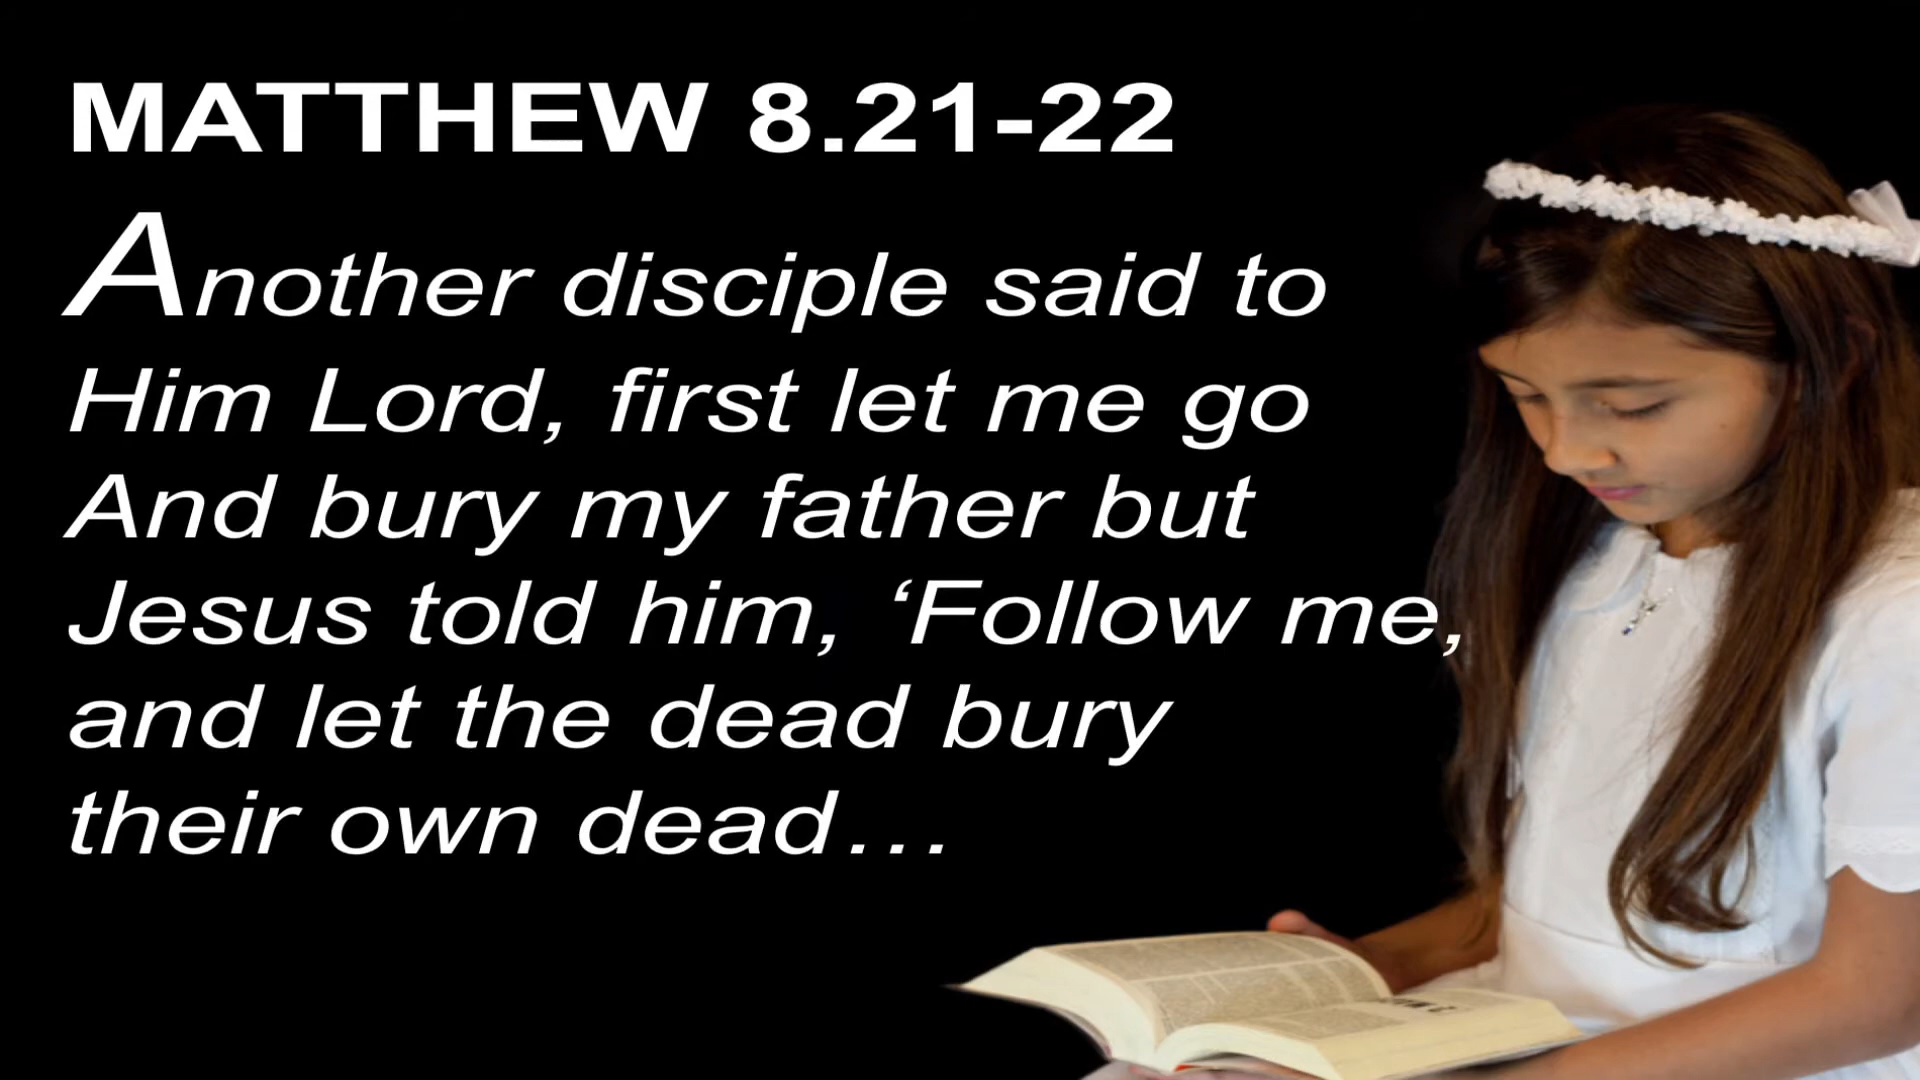 MATTHEW 8.21-22
Another disciple said to
Him Lord, first let me go
And bury my father but
Jesus told him, ‘Follow me,
and let the dead bury
their own dead…